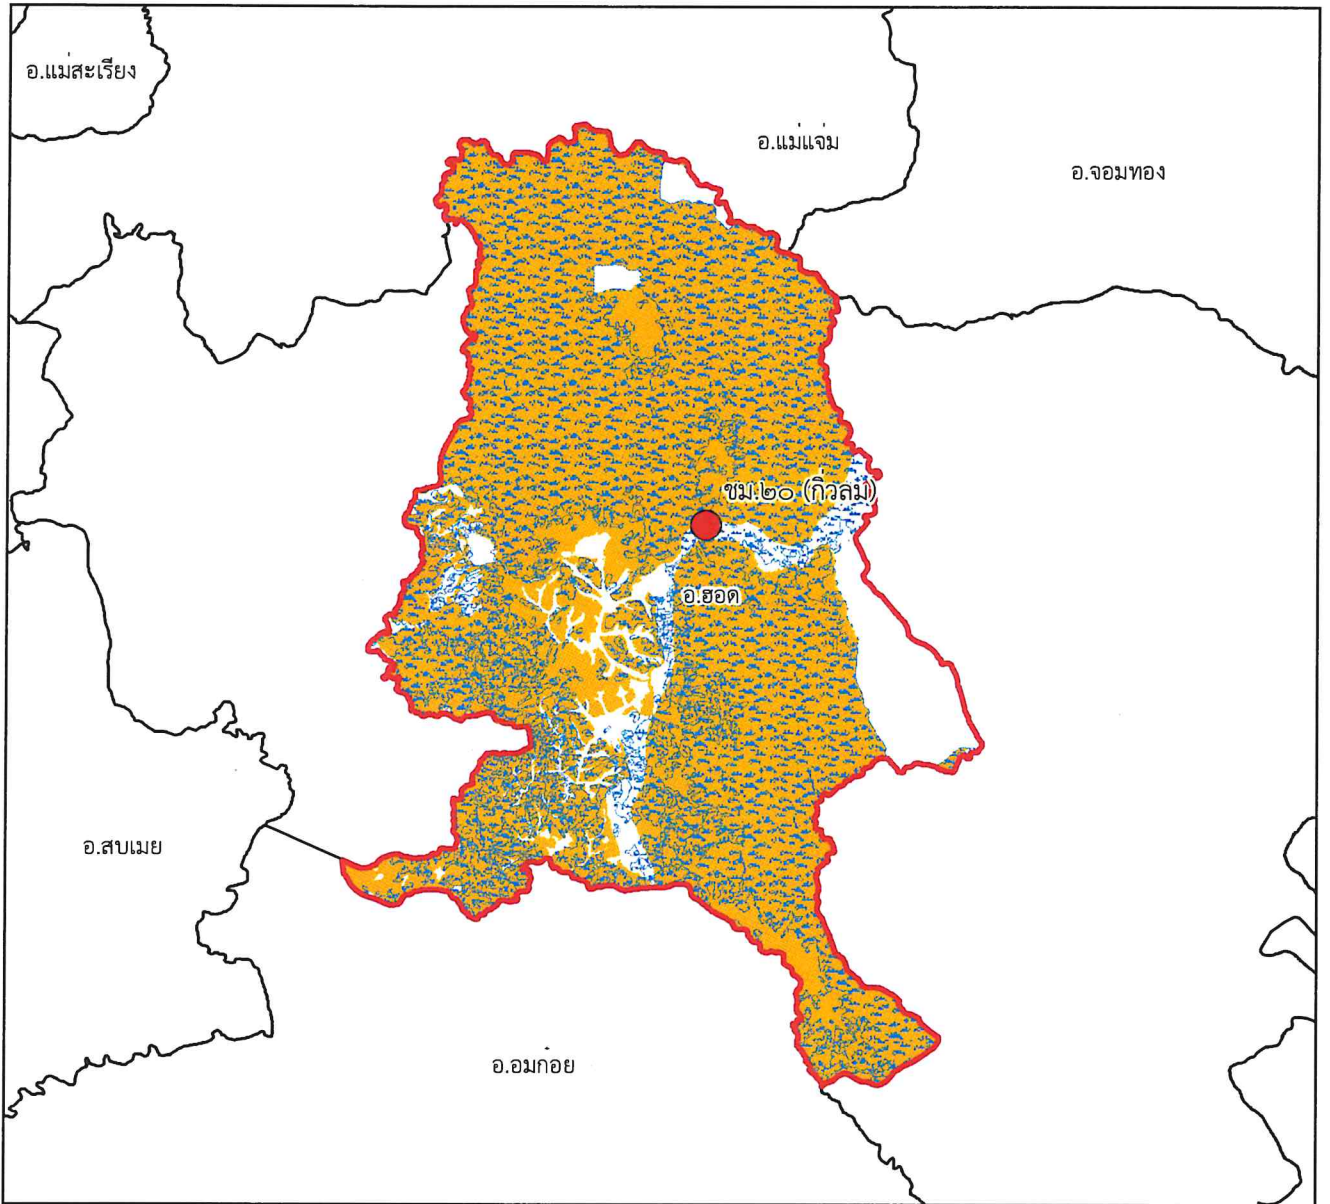 อ.แม่สะเรียง
อ.แม่แจ่ม
อ.จอมทอง
ชม.๒๐ (กิ่วลม)
อ.ฮอด
อ.สบเมย
อ.อมก๋อย